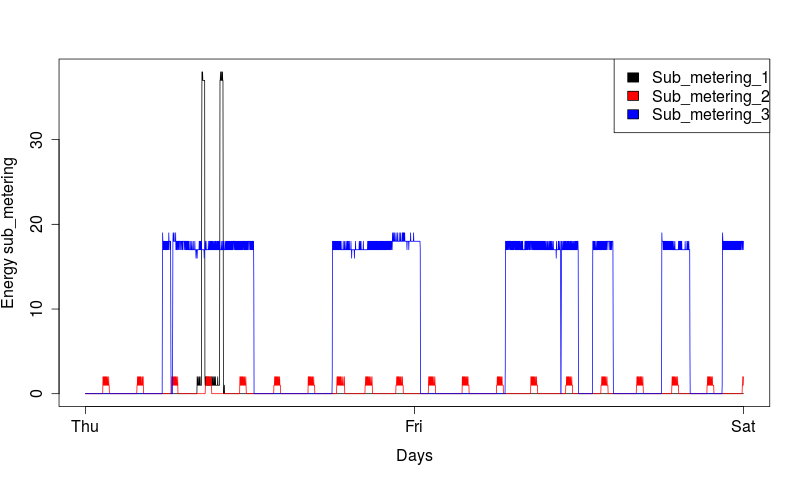 Sub_metering_1
Sub_metering_2
Sub_metering_3
Energy sub_metering
30
20
10
0
Thu Fri Sat
Days